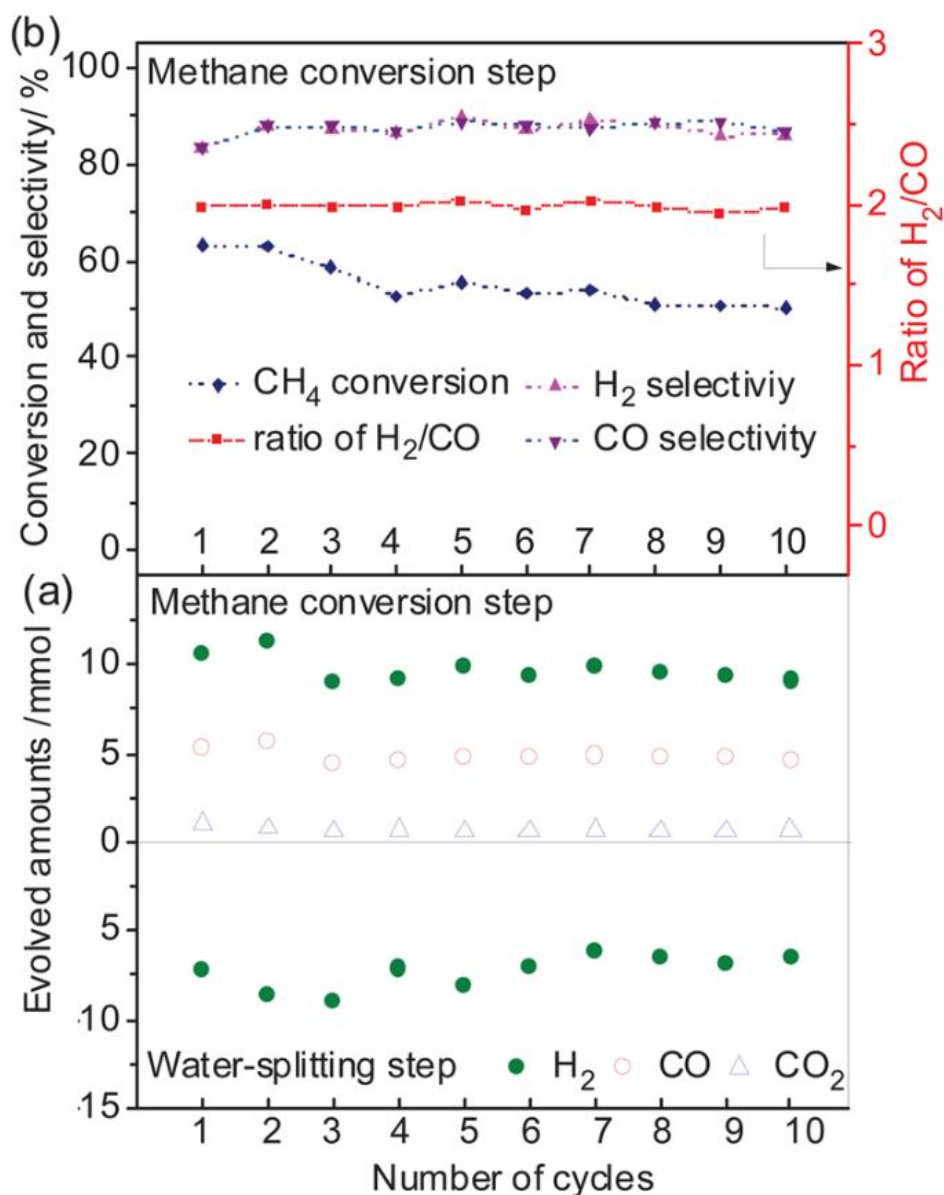 (b)
Conversion and selectivity/ %
100
80
60
40
20
0
Methane conversion step
3
2
1
0
Ratio of H₂/CO
CH₄ conversion
H₂ selectiviy
ratio of H₂/CO
CO selectivity
1 2 3 4 5 6 7 8 9 10
(a)
Evolved amounts /mmol
Methane conversion step
10
5
0
5
·10
·15
Water-splitting step
H₂
CO
CO₂
1 2 3 4 5 6 7 8 9 10
Number of cycles